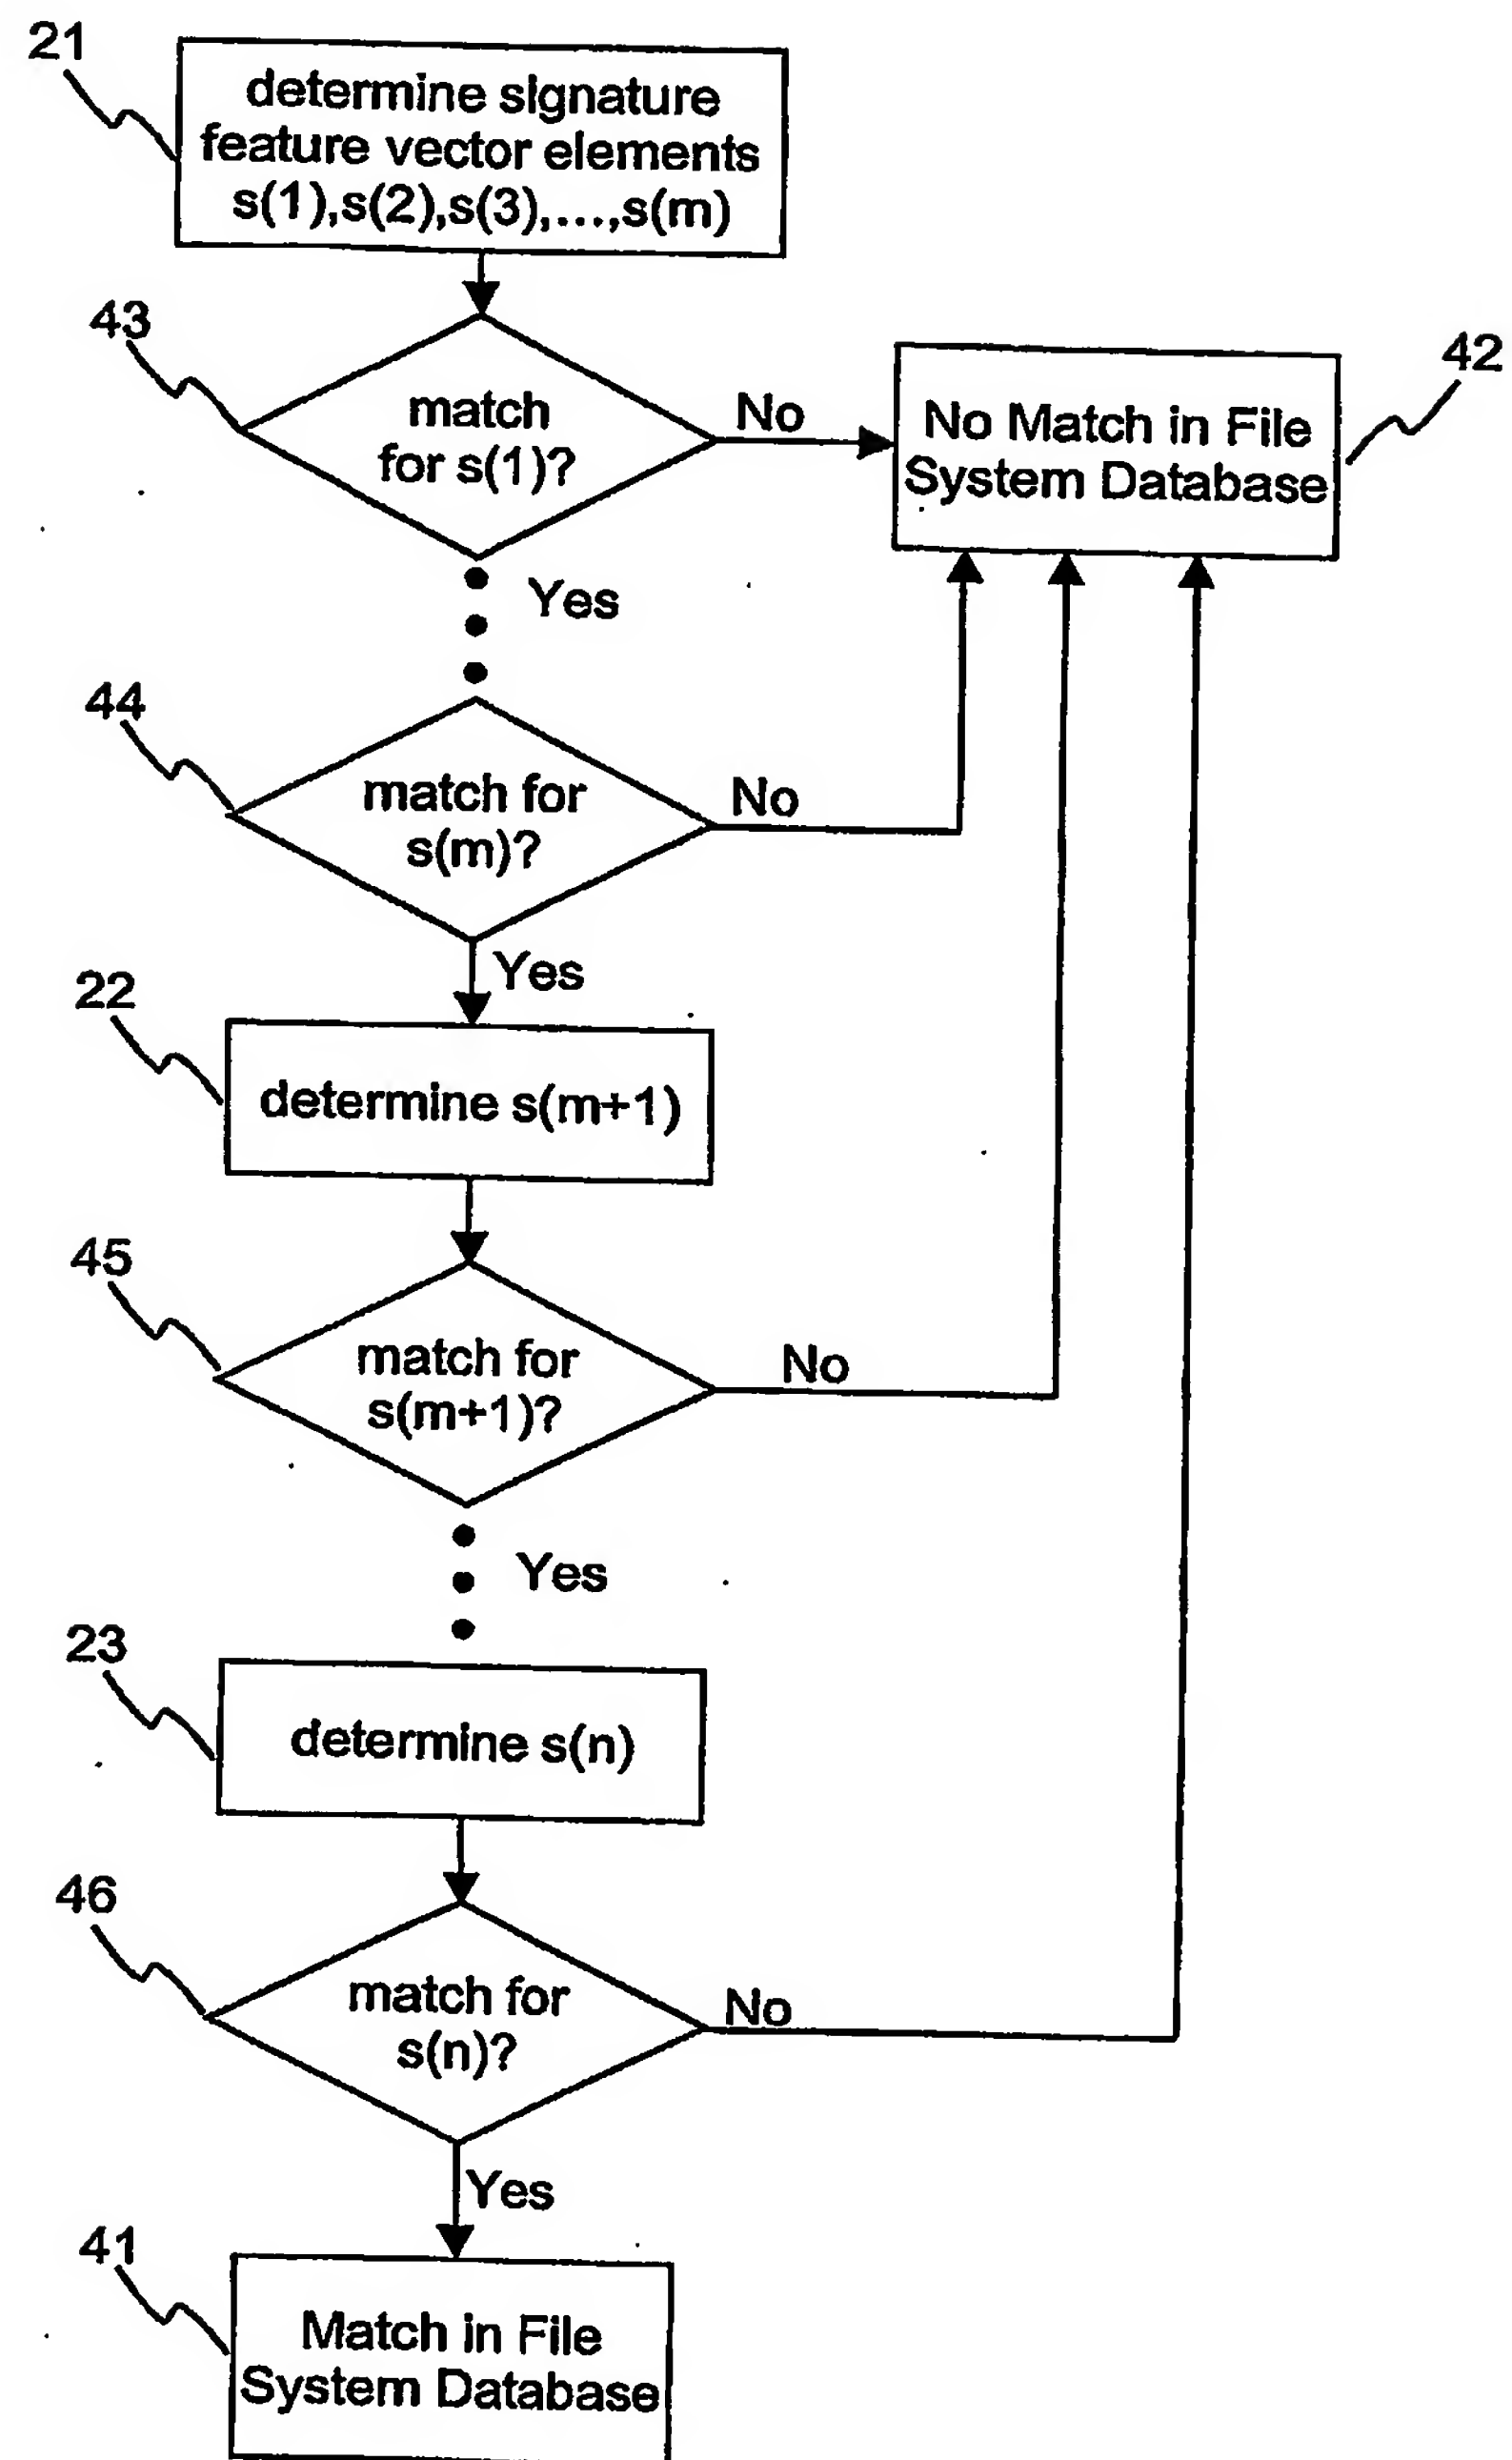 21
determine signature
feature vector elements
s(1),s(2),s(3),...,s(m)
43
match
for s(1)?
No
No Match in File
System Database
42
Yes
44
match for
s(m)?
No
Yes
22
determine s(m+1)
45
match for
s(m+1)?
No
Yes
23
determine s(n)
46
match for
s(n)?
No
Yes
41
Match in File
System Database